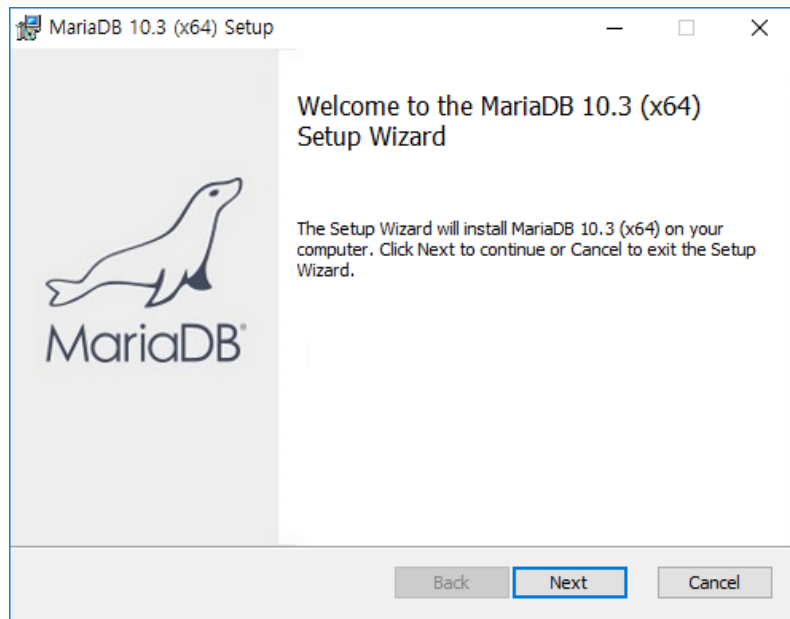 MariaDB 10.3 (x64) Setup
Welcome to the MariaDB 10.3 (x64)
Setup Wizard
The Setup Wizard will install MariaDB 10.3 (x64) on your
computer. Click Next to continue or Cancel to exit the Setup
Wizard.
MariaDB®
Back Next Cancel